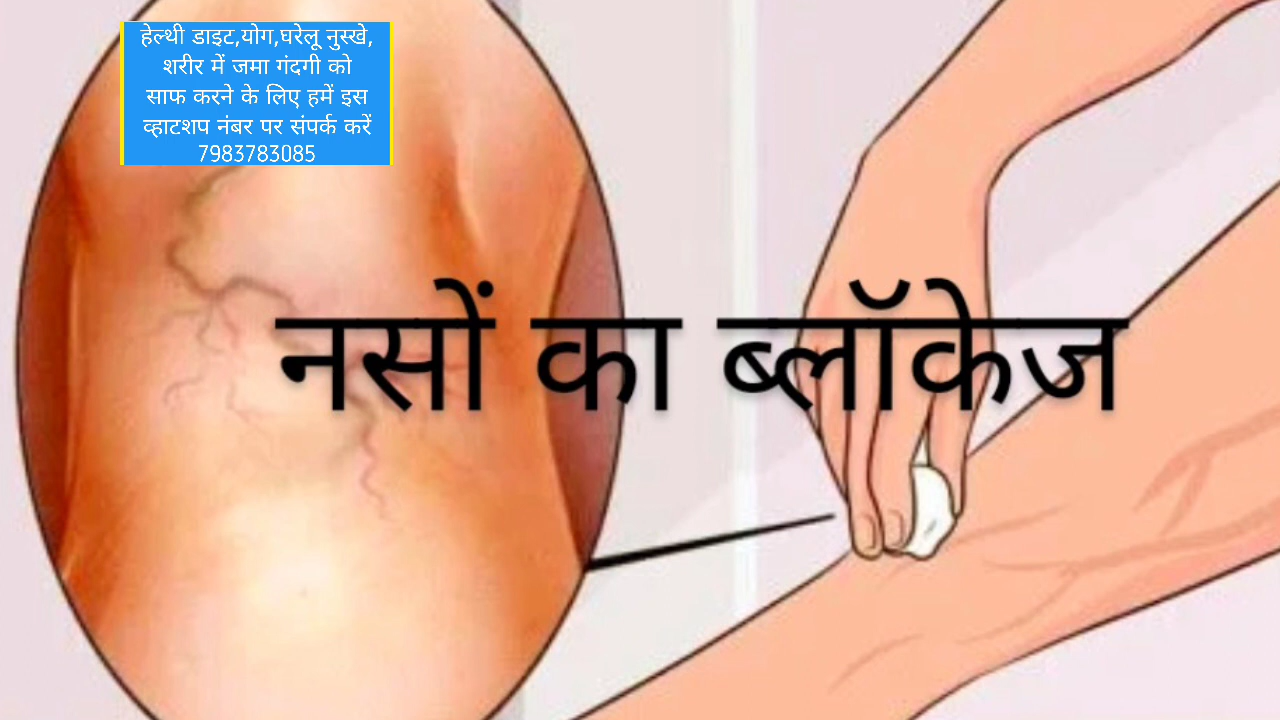 हेल्थी डाइट,योग,घरेलू नुस्खे,
शरीर में जमा गंदगी को
साफ करने के लिए हमें इस
व्हाटशप नंबर पर संपर्क करें
7983783085
नसों का ब्लॉकेज